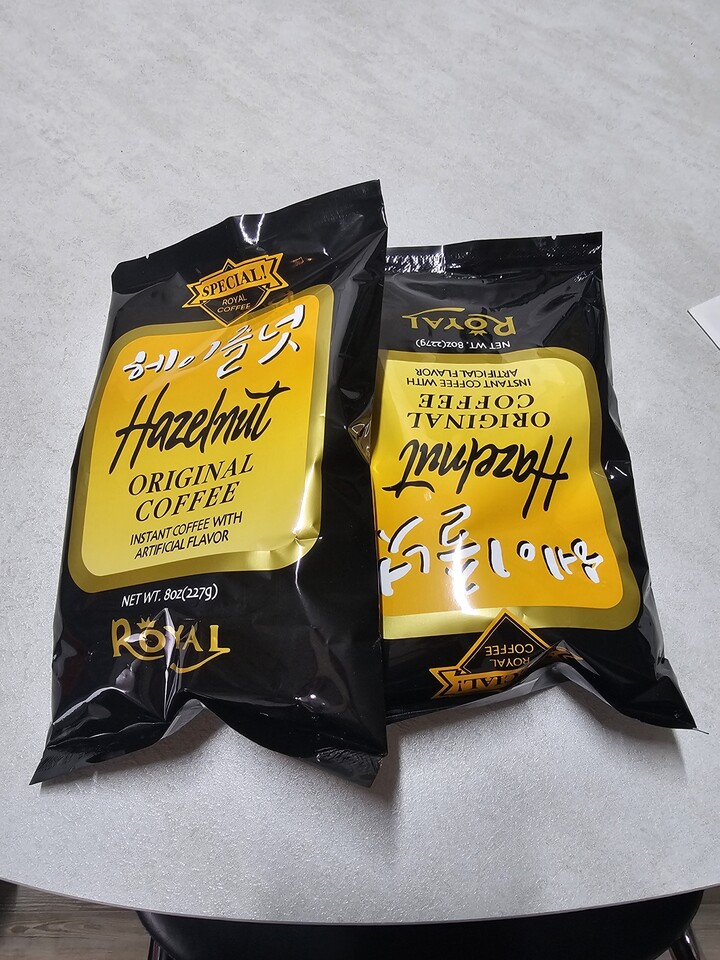 SPECIAL!
ROYAL
COFFEE
헤이즐넛
Hazelnut
ORIGINAL
COFFEE
INSTANT COFFEE WITH
ARTIFICIAL FLAVOR
NET WT. 8oz(227g)
ROYAL
ROYAL
NET WT. 8oz(227g)
INSTANT COFFEE WITH
ARTIFICIAL FLAVOR
ORIGINAL
COFFEE
Hazelnut
헤이즐넛
ROYAL
COFFEE